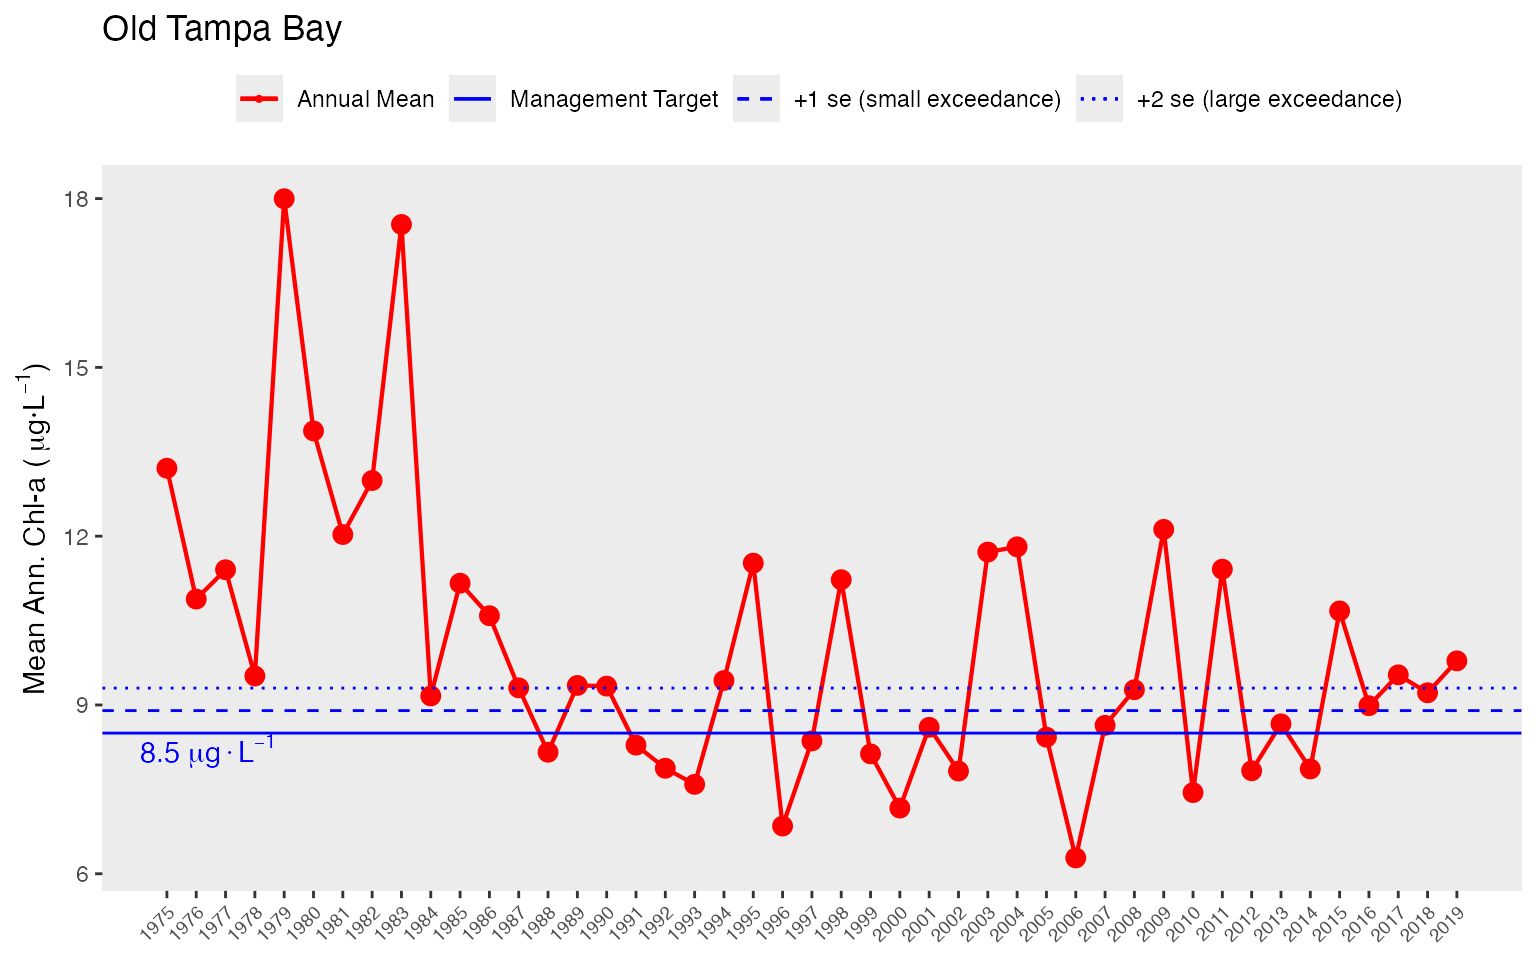 Old Tampa Bay
Annual Mean Management Target +1 se (small exceedance) +2 se (large exceedance)
Mean Ann. Chl-a ( μg·L⁻¹)
18
15
12
9
6
8.5 μg·L⁻¹
1975 1976 1977 1978 1979 1980 1981 1982 1983 1984 1985 1986 1987 1988 1989 1990 1991 1992 1993 1994 1995 1996 1997 1998 1999 2000 2001 2002 2003 2004 2005 2006 2007 2008 2009 2010 2011 2012 2013 2014 2015 2016 2017 2018 2019